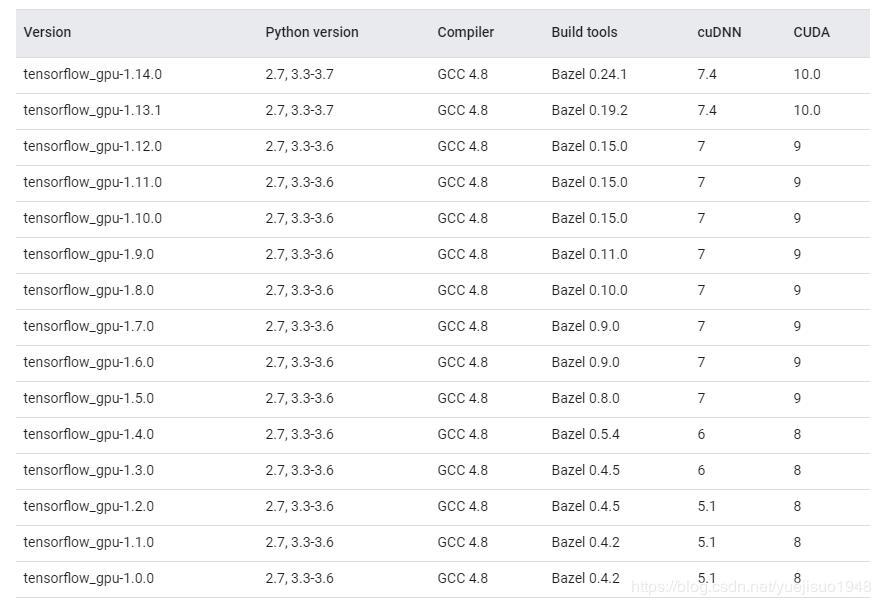 Version Python version Compiler Build tools cuDNN CUDA
tensorflow_gpu-1.14.0 2.7, 3.3-3.7 GCC 4.8 Bazel 0.24.1 7.4 10.0
tensorflow_gpu-1.13.1 2.7, 3.3-3.7 GCC 4.8 Bazel 0.19.2 7.4 10.0
tensorflow_gpu-1.12.0 2.7, 3.3-3.6 GCC 4.8 Bazel 0.15.0 7 9
tensorflow_gpu-1.11.0 2.7, 3.3-3.6 GCC 4.8 Bazel 0.15.0 7 9
tensorflow_gpu-1.10.0 2.7, 3.3-3.6 GCC 4.8 Bazel 0.15.0 7 9
tensorflow_gpu-1.9.0 2.7, 3.3-3.6 GCC 4.8 Bazel 0.11.0 7 9
tensorflow_gpu-1.8.0 2.7, 3.3-3.6 GCC 4.8 Bazel 0.10.0 7 9
tensorflow_gpu-1.7.0 2.7, 3.3-3.6 GCC 4.8 Bazel 0.9.0 7 9
tensorflow_gpu-1.6.0 2.7, 3.3-3.6 GCC 4.8 Bazel 0.9.0 7 9
tensorflow_gpu-1.5.0 2.7, 3.3-3.6 GCC 4.8 Bazel 0.8.0 7 9
tensorflow_gpu-1.4.0 2.7, 3.3-3.6 GCC 4.8 Bazel 0.5.4 6 8
tensorflow_gpu-1.3.0 2.7, 3.3-3.6 GCC 4.8 Bazel 0.4.5 6 8
tensorflow_gpu-1.2.0 2.7, 3.3-3.6 GCC 4.8 Bazel 0.4.5 5.1 8
tensorflow_gpu-1.1.0 2.7, 3.3-3.6 GCC 4.8 Bazel 0.4.2 5.1 8
tensorflow_gpu-1.0.0 2.7, 3.3-3.6 GCC 4.8 Bazel 0.4.2 5.1 8
https://blog.csdn.net/yuejisuo1948